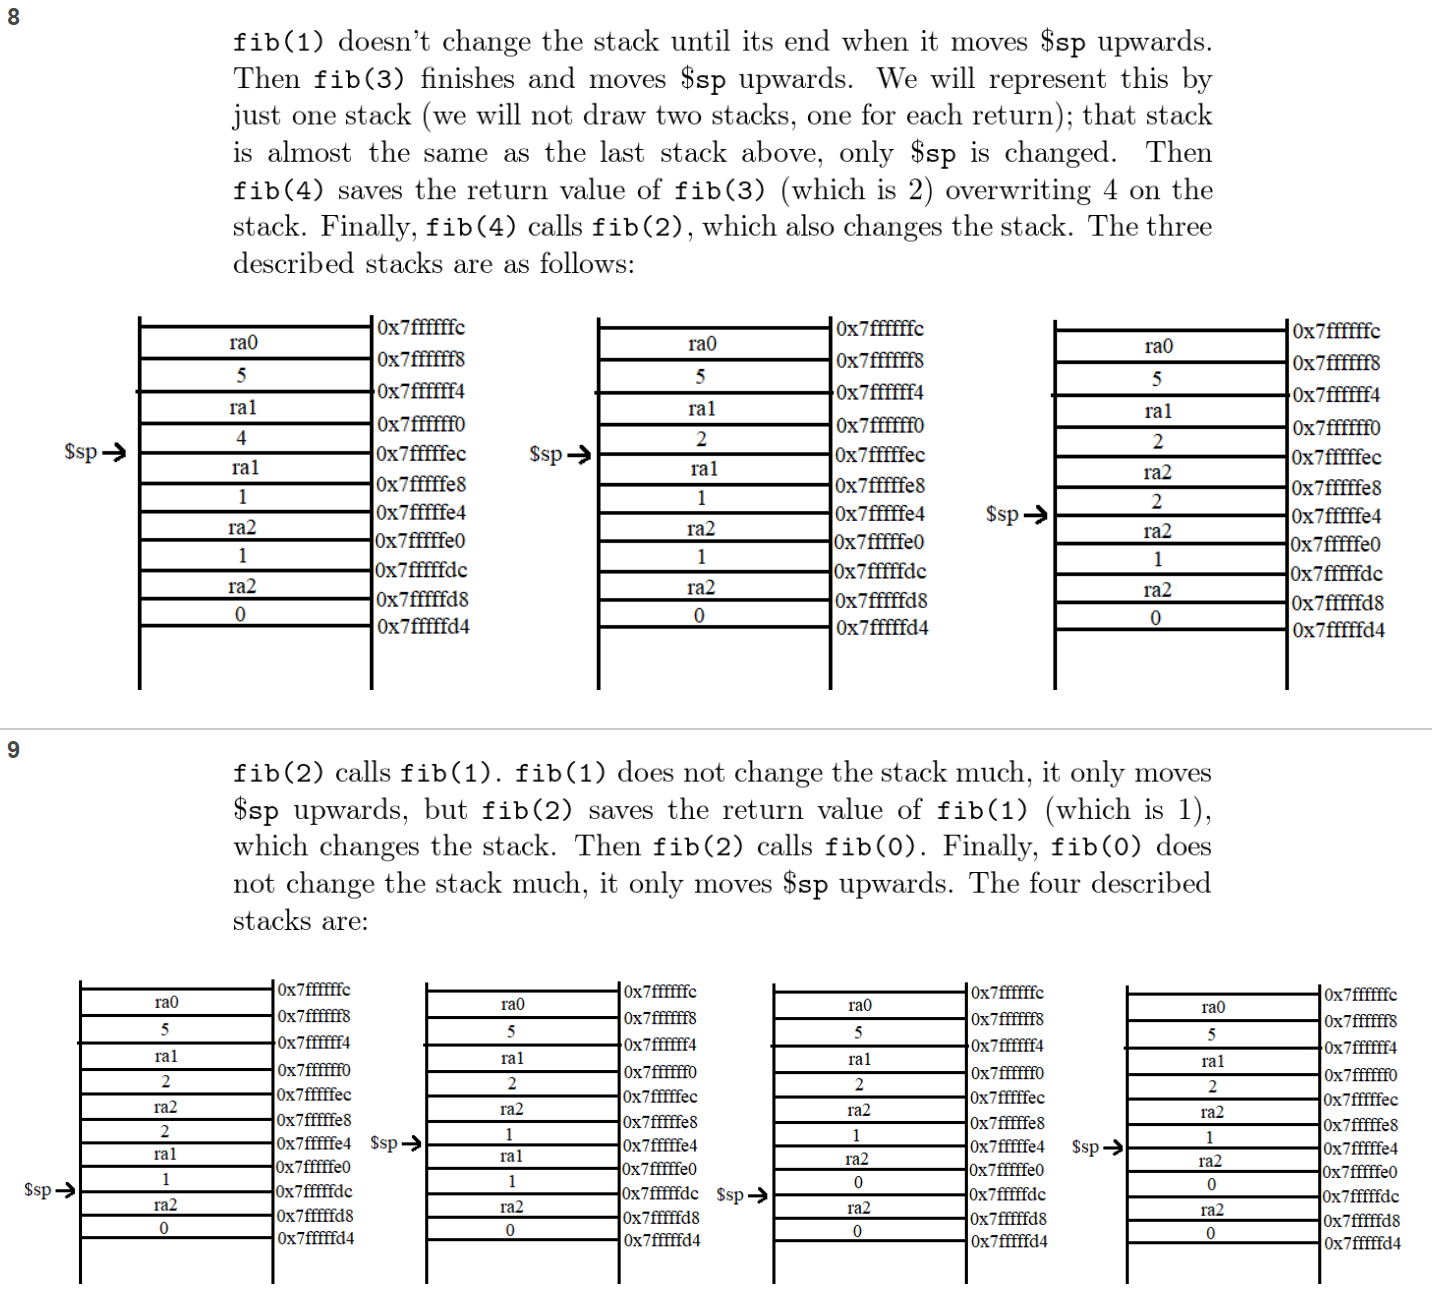 8
fib(1) doesn't change the stack until its end when it moves $sp upwards.
Then fib(3) finishes and moves $sp upwards. We will represent this by
just one stack (we will not draw two stacks, one for each return); that stack
is almost the same as the last stack above, only $sp is changed. Then
fib(4) saves the return value of fib(3) (which is 2) overwriting 4 on the
stack. Finally, fib(4) calls fib(2), which also changes the stack. The three
described stacks are as follows:
0x7ffffffc
ra0
0x7ffffff8
5
0x7ffffff4
ra1
0x7ffffff0
4
$sp
0x7fffffec
ra1
0x7fffffe8
1
0x7fffffe4
ra2
0x7fffffe0
1
0x7fffffdc
ra2
0x7fffffd8
0
0x7fffffd4
0x7ffffffc
ra0
0x7ffffff8
5
0x7ffffff4
ra1
0x7ffffff0
2
$sp
0x7fffffec
ra1
0x7fffffe8
1
0x7fffffe4
ra2
0x7fffffe0
1
0x7fffffdc
ra2
0x7fffffd8
0
0x7fffffd4
0x7ffffffc
ra0
0x7ffffff8
5
0x7ffffff4
ra1
0x7ffffff0
2
0x7fffffec
ra2
0x7fffffe8
2
$sp
0x7fffffe4
ra2
0x7fffffe0
1
0x7fffffdc
ra2
0x7fffffd8
0
0x7fffffd4
9
fib(2) calls fib(1). fib(1) does not change the stack much, it only moves
$sp upwards, but fib(2) saves the return value of fib(1) (which is 1),
which changes the stack. Then fib(2) calls fib(0). Finally, fib(0) does
not change the stack much, it only moves $sp upwards. The four described
stacks are:
0x7ffffffc
ra0
0x7ffffff8
5
0x7ffffff4
ra1
0x7ffffff0
2
0x7fffffec
ra2
0x7fffffe8
2
0x7fffffe4
ra1
0x7fffffe0
1
$sp
0x7fffffdc
ra2
0x7fffffd8
0
0x7fffffd4
0x7ffffffc
ra0
0x7ffffff8
5
0x7ffffff4
ra1
0x7ffffff0
2
0x7fffffec
ra2
0x7fffffe8
1
$sp
0x7fffffe4
ra1
0x7fffffe0
1
0x7fffffdc
ra2
0x7fffffd8
0
0x7fffffd4
0x7ffffffc
ra0
0x7ffffff8
5
0x7ffffff4
ra1
0x7ffffff0
2
0x7fffffec
ra2
0x7fffffe8
1
0x7fffffe4
ra2
0x7fffffe0
0
$sp
0x7fffffdc
ra2
0x7fffffd8
0
0x7fffffd4
0x7ffffffc
ra0
0x7ffffff8
5
0x7ffffff4
ra1
0x7ffffff0
2
0x7fffffec
ra2
0x7fffffe8
1
$sp
0x7fffffe4
ra2
0x7fffffe0
0
0x7fffffdc
ra2
0x7fffffd8
0
0x7fffffd4